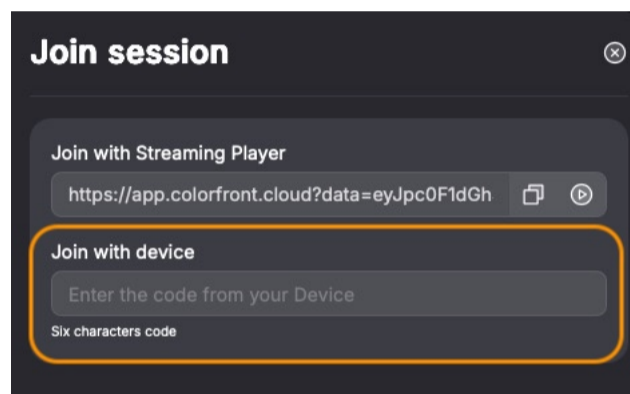 Join session
Join with Streaming Player
https://app.colorfront.cloud?data=eyJpc0F1dGh
Join with device
Enter the code from your Device
Six characters code